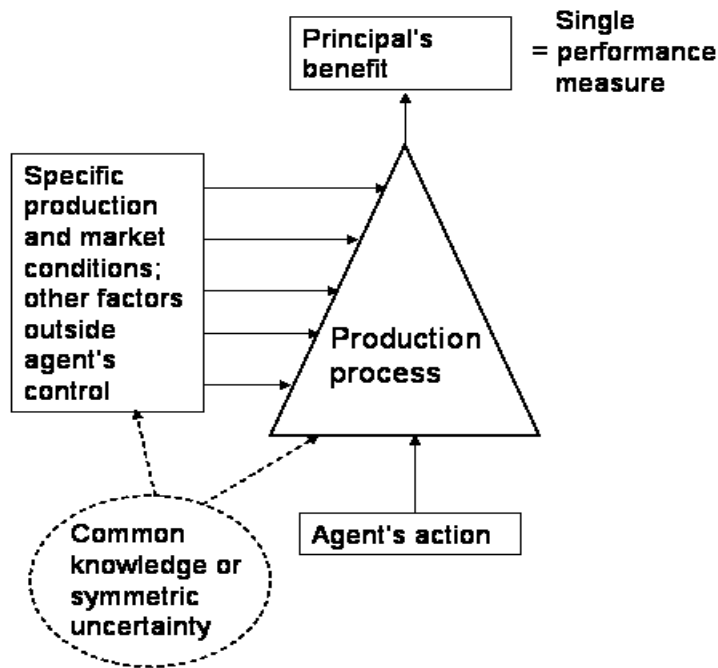 Principal's
benefit
Single
= performance
measure
Specific
production
and market
conditions;
other factors
outside
agent's
control
Production
process
Agent's action
Common
knowledge or
symmetric
uncertainty